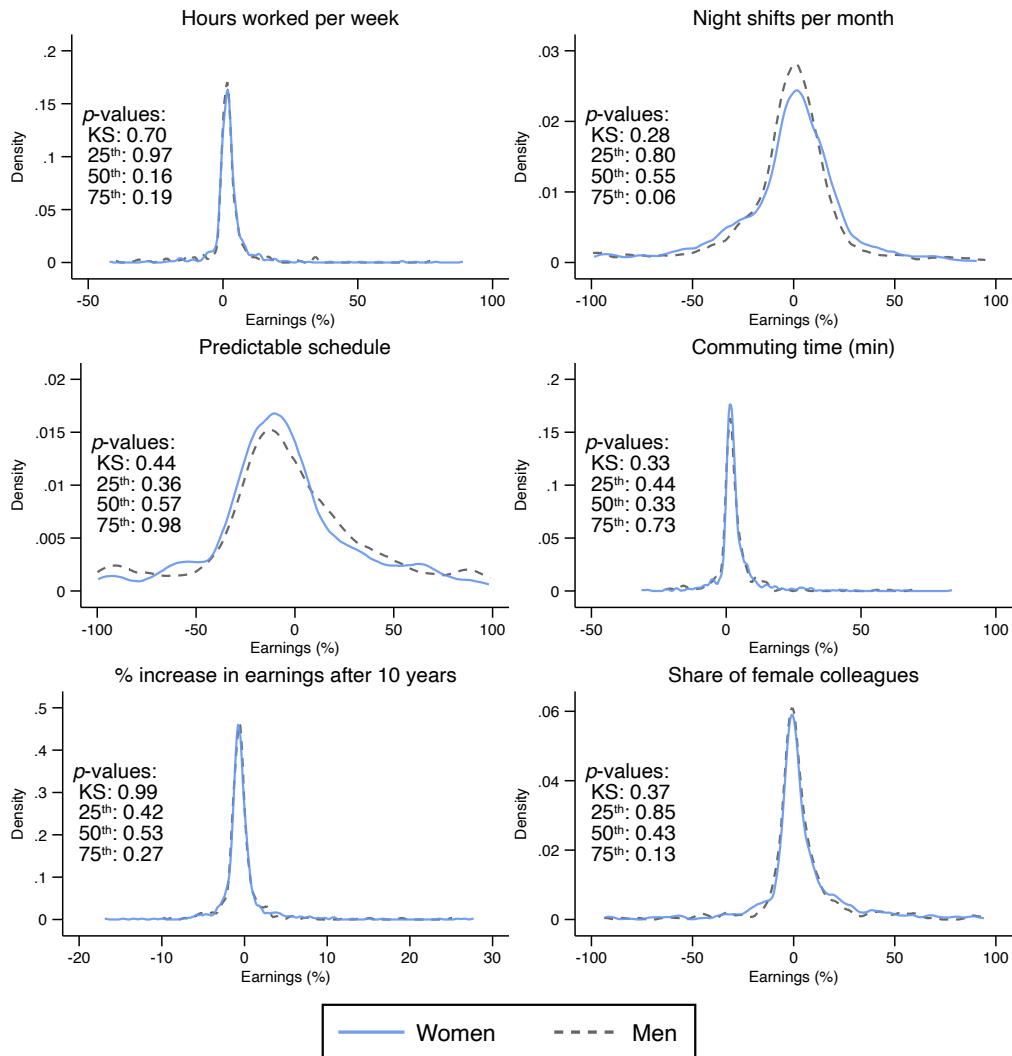 Hours worked per week
.2
.15
.1
.05
0
Density
p-values:
KS: 0.70
25th: 0.97
50th: 0.16
75th: 0.19
-50 0 50 100
Earnings (%)
Night shifts per month
.03
.02
.01
0
Density
p-values:
KS: 0.28
25th: 0.80
50th: 0.55
75th: 0.06
-100 -50 0 50 100
Earnings (%)
Predictable schedule
.02
.015
.01
.005
0
Density
p-values:
KS: 0.44
25th: 0.36
50th: 0.57
75th: 0.98
-100 -50 0 50 100
Earnings (%)
Commuting time (min)
.2
.15
.1
.05
0
Density
p-values:
KS: 0.33
25th: 0.44
50th: 0.33
75th: 0.73
-50 0 50 100
Earnings (%)
% increase in earnings after 10 years
.5
.4
.3
.2
.1
0
Density
p-values:
KS: 0.99
25th: 0.42
50th: 0.53
75th: 0.27
-20 -10 0 10 20 30
Earnings (%)
Share of female colleagues
.06
.04
.02
0
Density
p-values:
KS: 0.37
25th: 0.85
50th: 0.43
75th: 0.13
-100 -50 0 50 100
Earnings (%)
Women Men